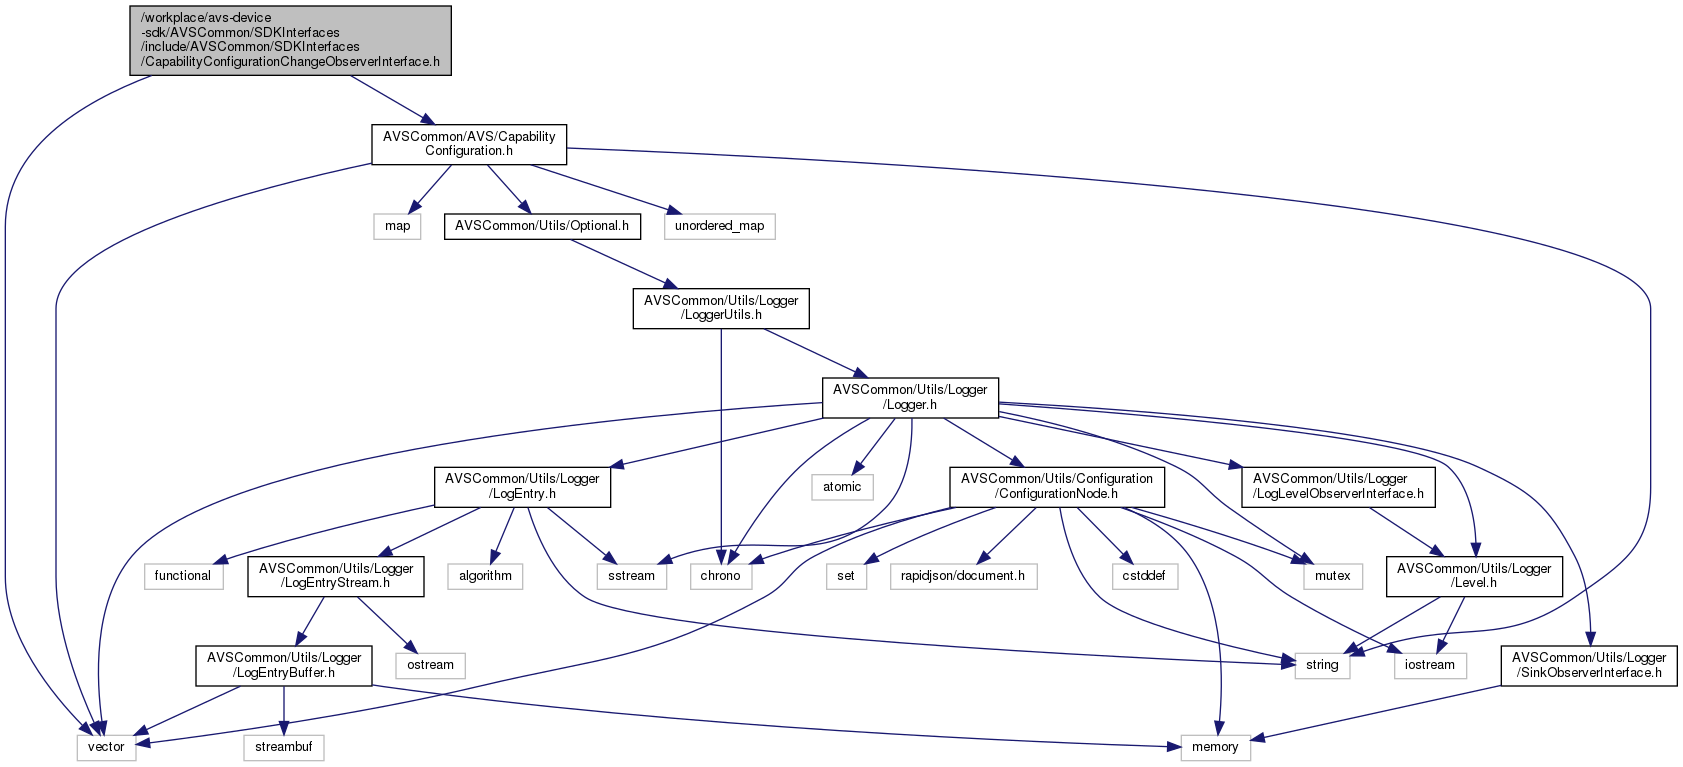 /workplace/avs-device
-sdk/AVSCommon/SDKInterfaces
/include/AVSCommon/SDKInterfaces
/CapabilityConfigurationChangeObserverInterface.h
AVSCommon/AVS/Capability
Configuration.h
map
AVSCommon/Utils/Optional.h
unordered_map
AVSCommon/Utils/Logger
/LoggerUtils.h
AVSCommon/Utils/Logger
/Logger.h
AVSCommon/Utils/Logger
/LogEntry.h
atomic
AVSCommon/Utils/Configuration
/ConfigurationNode.h
AVSCommon/Utils/Logger
/LogLevelObserverInterface.h
functional
AVSCommon/Utils/Logger
/LogEntryStream.h
algorithm
sstream
chrono
set
rapidjson/document.h
cstddef
mutex
AVSCommon/Utils/Logger
/Level.h
AVSCommon/Utils/Logger
/LogEntryBuffer.h
ostream
string
iostream
AVSCommon/Utils/Logger
/SinkObserverInterface.h
vector
streambuf
memory